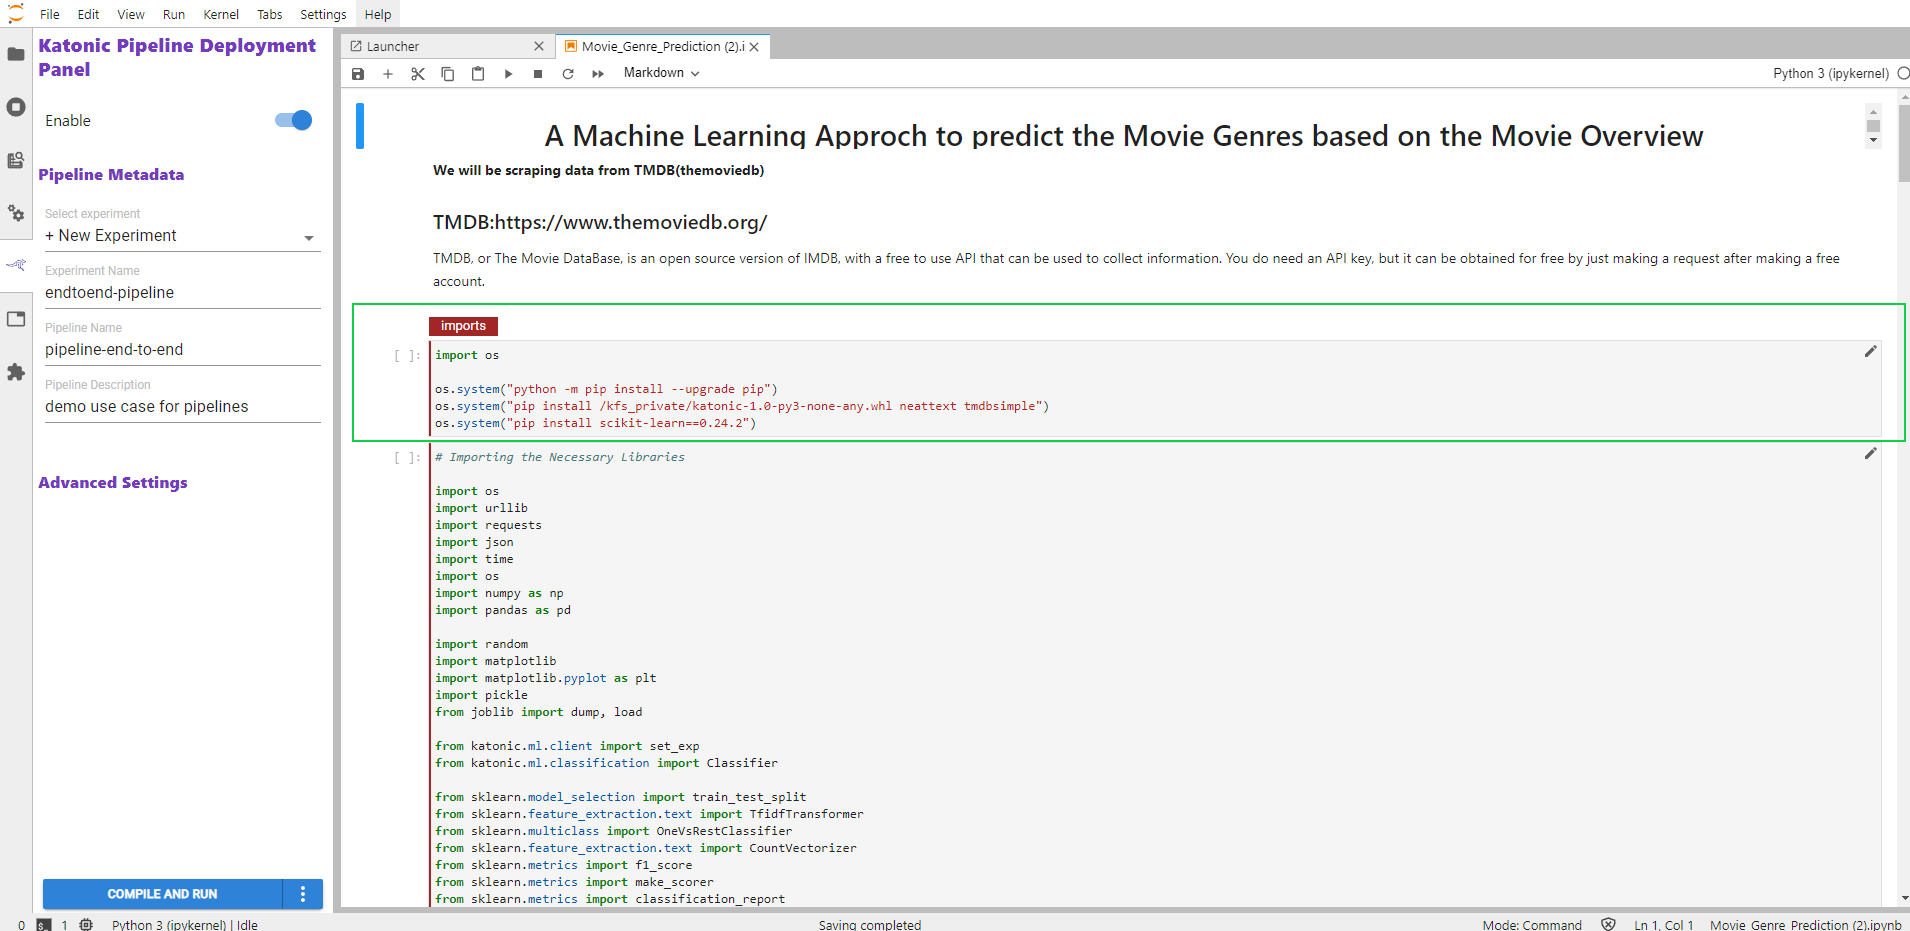 File Edit View Run Kernel Tabs Settings Help
Katonic Pipeline Deployment
Panel
Enable
Pipeline Metadata
Select experiment
+ New Experiment
Experiment Name
endtoend-pipeline
Pipeline Name
pipeline-end-to-end
Pipeline Description
demo use case for pipelines
Advanced Settings
COMPILE AND RUN
Launcher
Movie_Genre_Prediction (2).i
Markdown
Python 3 (ipykernel)
A Machine Learning Approch to predict the Movie Genres based on the Movie Overview
We will be scraping data from TMDB(themoviedb)
TMDB:https://www.themoviedb.org/
TMDB, or The Movie DataBase, is an open source version of IMDB, with a free to use API that can be used to collect information. You do need an API key, but it can be obtained for free by just making a request after making a free
account.
imports
[ ]:
import os
os.system("python -m pip install --upgrade pip")
os.system("pip install /kfs_private/katonic-1.0-py3-none-any.whl neattext tmdbsimple")
os.system("pip install scikit-learn==0.24.2")
[ ]:
# Importing the Necessary Libraries
import os
import urllib
import requests
import json
import time
import os
import numpy as np
import pandas as pd
import random
import matplotlib
import matplotlib.pyplot as plt
import pickle
from joblib import dump, load
from katonic.ml.client import set_exp
from katonic.ml.classification import Classifier
from sklearn.model_selection import train_test_split
from sklearn.feature_extraction.text import TfidfTransformer
from sklearn.multiclass import OneVsRestClassifier
from sklearn.feature_extraction.text import CountVectorizer
from sklearn.metrics import f1_score
from sklearn.metrics import make_scorer
from sklearn.metrics import classification_report
0 $_ 1 Python 3 (ipykernel) | Idle Saving completed Mode: Command Ln 1, Col 1 Movie_Genre_Prediction (2).ipynb